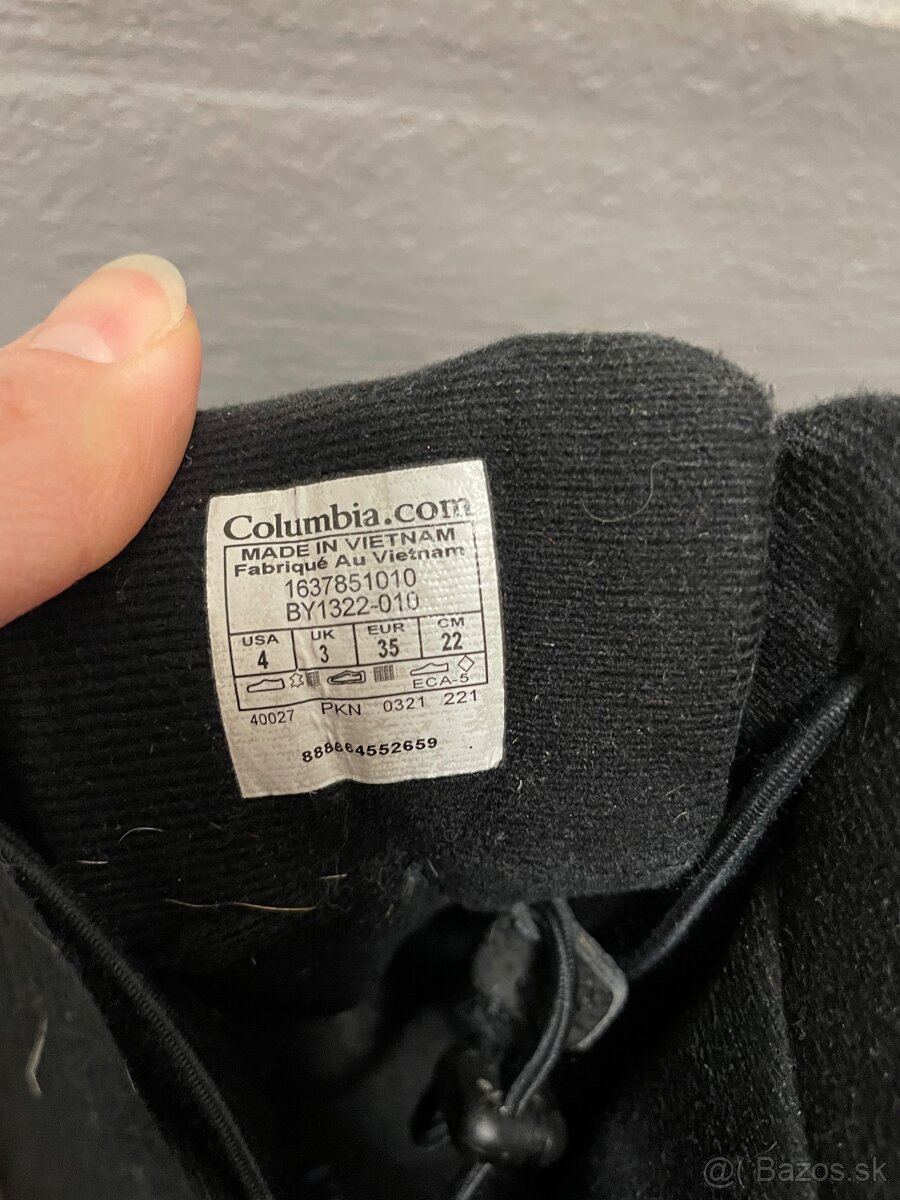 Columbia.com
MADE IN VIETNAM
Fabriqué Au Vietnam
1637851010
BY1322-010
USA UK EUR CM
4 3 35 22
ECA-5
40027 PKN 0321 221
888664552659
@( Bazos.sk